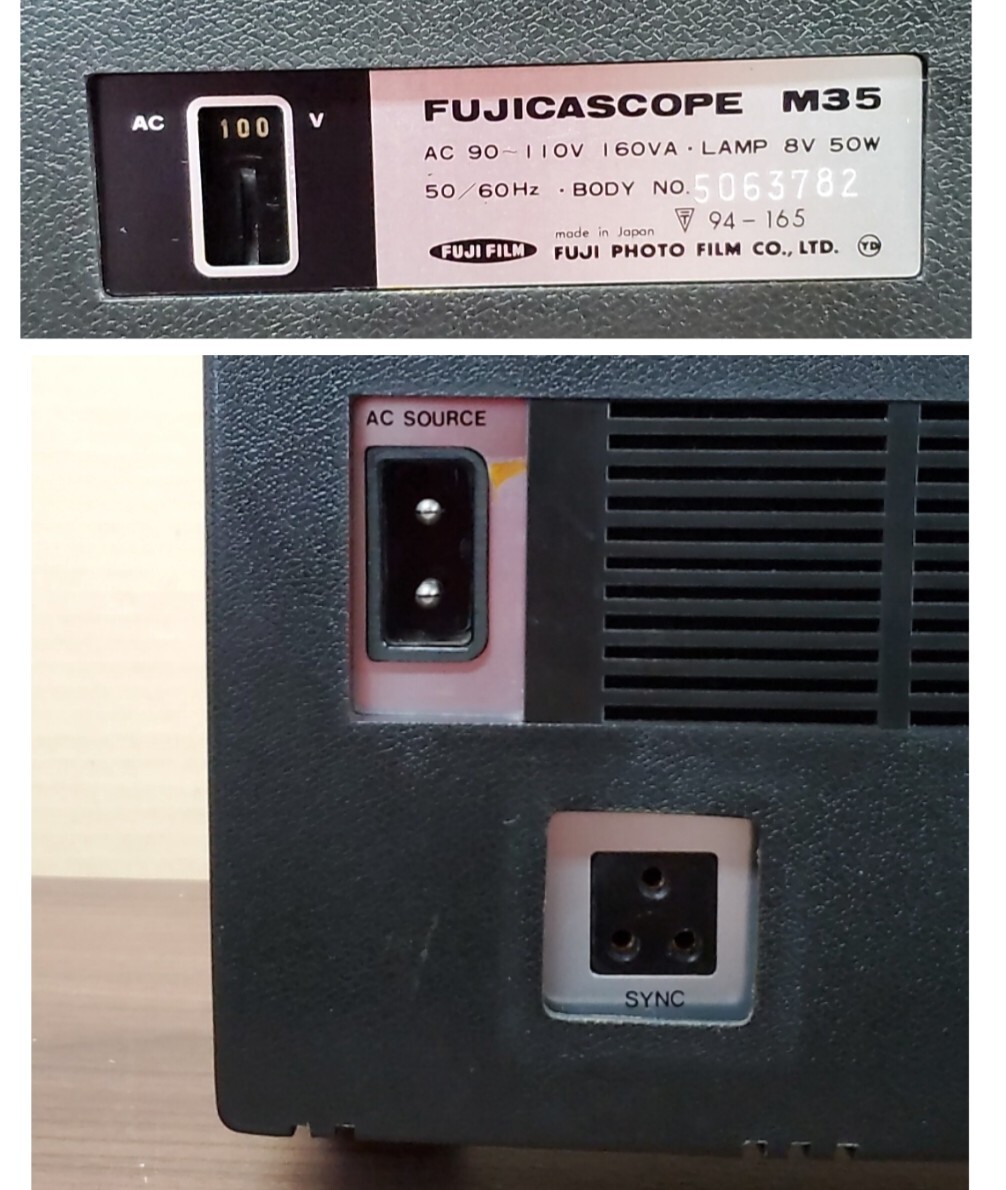 AC 100 V
FUJICASCOPE M35
AC 90~110V 160VA · LAMP 8V 50W
50/60Hz · BODY NO. 5063782
T 94-165
made in Japan
FUJI FILM FUJI PHOTO FILM CO., LTD. YD
AC SOURCE
SYNC